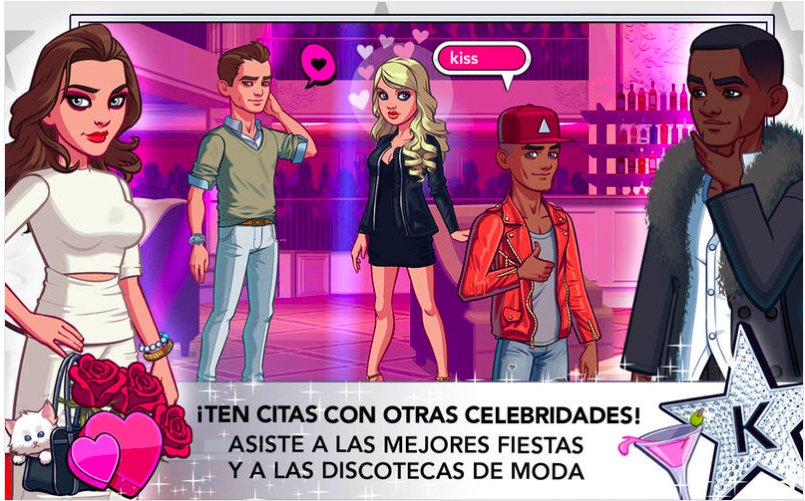 kiss
¡TEN CITAS CON OTRAS CELEBRIDADES!
ASISTE A LAS MEJORES FIESTAS
Y A LAS DISCOTECAS DE MODA
K